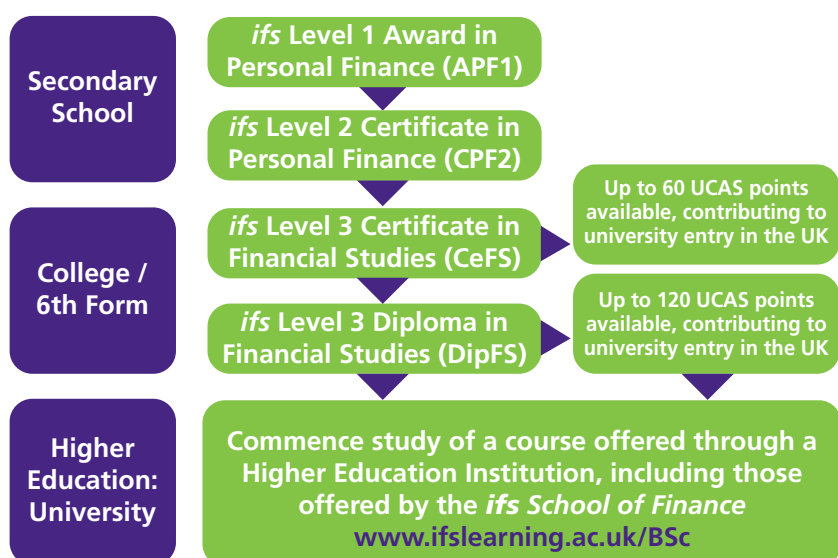 Secondary
School
ifs Level 1 Award in
Personal Finance (APF1)
ifs Level 2 Certificate in
Personal Finance (CPF2)
College /
6th Form
ifs Level 3 Certificate in
Financial Studies (CeFS)
Up to 60 UCAS points
available, contributing to
university entry in the UK
ifs Level 3 Diploma in
Financial Studies (DipFS)
Up to 120 UCAS points
available, contributing to
university entry in the UK
Higher
Education:
University
Commence study of a course offered through a
Higher Education Institution, including those
offered by the ifs School of Finance
www.ifslearning.ac.uk/BSc